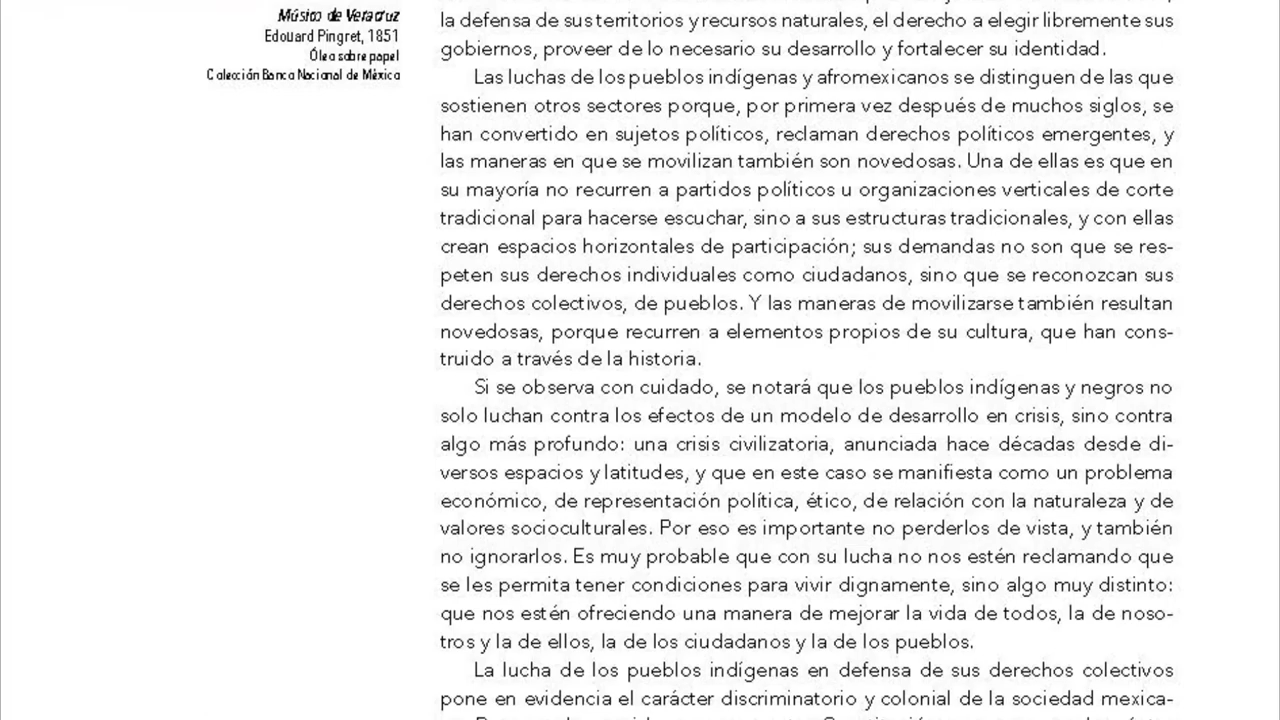 Músico de Veracruz
Edouard Pingret, 1851
Óleo sobre papel
Colección Banco Nacional de México
la defensa de sus territorios y recursos naturales, el derecho a elegir libremente sus
gobiernos, proveer de lo necesario su desarrollo y fortalecer su identidad.
Las luchas de los pueblos indígenas y afromexicanos se distinguen de las que
sostienen otros sectores porque, por primera vez después de muchos siglos, se
han convertido en sujetos políticos, reclaman derechos políticos emergentes, y
las maneras en que se movilizan también son novedosas. Una de ellas es que en
su mayoría no recurren a partidos políticos u organizaciones verticales de corte
tradicional para hacerse escuchar, sino a sus estructuras tradicionales, y con ellas
crean espacios horizontales de participación; sus demandas no son que se res-
peten sus derechos individuales como ciudadanos, sino que se reconozcan sus
derechos colectivos, de pueblos. Y las maneras de movilizarse también resultan
novedosas, porque recurren a elementos propios de su cultura, que han cons-
truido a través de la historia.
Si se observa con cuidado, se notará que los pueblos indígenas y negros no
solo luchan contra los efectos de un modelo de desarrollo en crisis, sino contra
algo más profundo: una crisis civilizatoria, anunciada hace décadas desde di-
versos espacios y latitudes, y que en este caso se manifiesta como un problema
económico, de representación política, ético, de relación con la naturaleza y de
valores socioculturales. Por eso es importante no perderlos de vista, y también
no ignorarlos. Es muy probable que con su lucha no nos estén reclamando que
se les permita tener condiciones para vivir dignamente, sino algo muy distinto:
que nos estén ofreciendo una manera de mejorar la vida de todos, la de noso-
tros y la de ellos, la de los ciudadanos y la de los pueblos.
La lucha de los pueblos indígenas en defensa de sus derechos colectivos
pone en evidencia el carácter discriminatorio y colonial de la sociedad mexica-